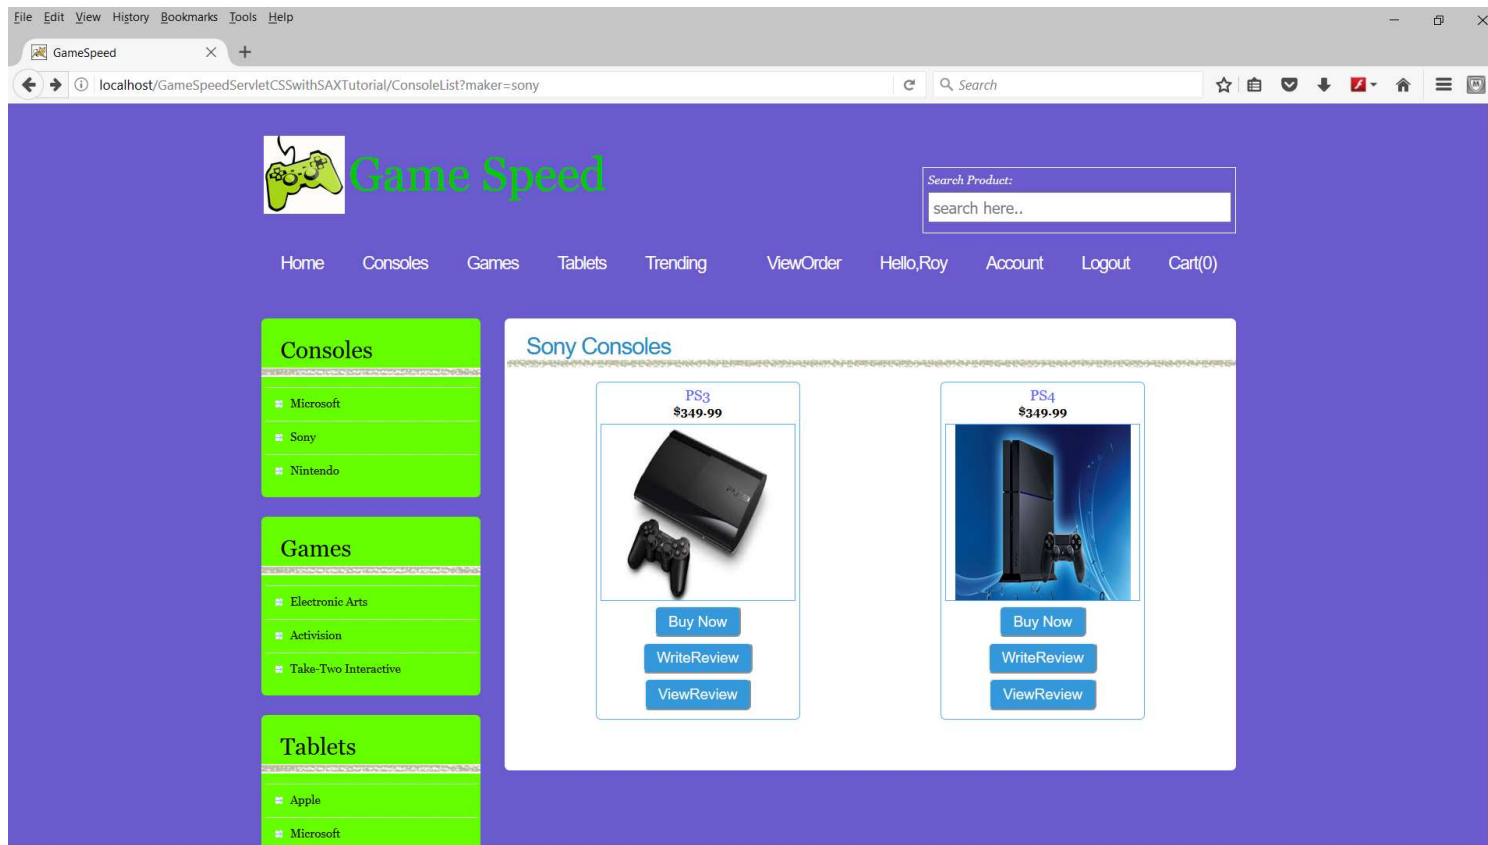 File Edit View History Bookmarks Tools Help
GameSpeed
localhost/GameSpeedServletCSSwithSAXTutorial/ConsoleList?maker=sony
Search
Game Speed
Search Product:
search here..
Home Consoles Games Tablets Trending ViewOrder Hello,Roy Account Logout Cart(0)
Consoles
Microsoft
Sony
Nintendo
Games
Electronic Arts
Activision
Take-Two Interactive
Tablets
Apple
Microsoft
Sony Consoles
PS3
$349.99
Buy Now
WriteReview
ViewReview
PS4
$349.99
Buy Now
WriteReview
ViewReview